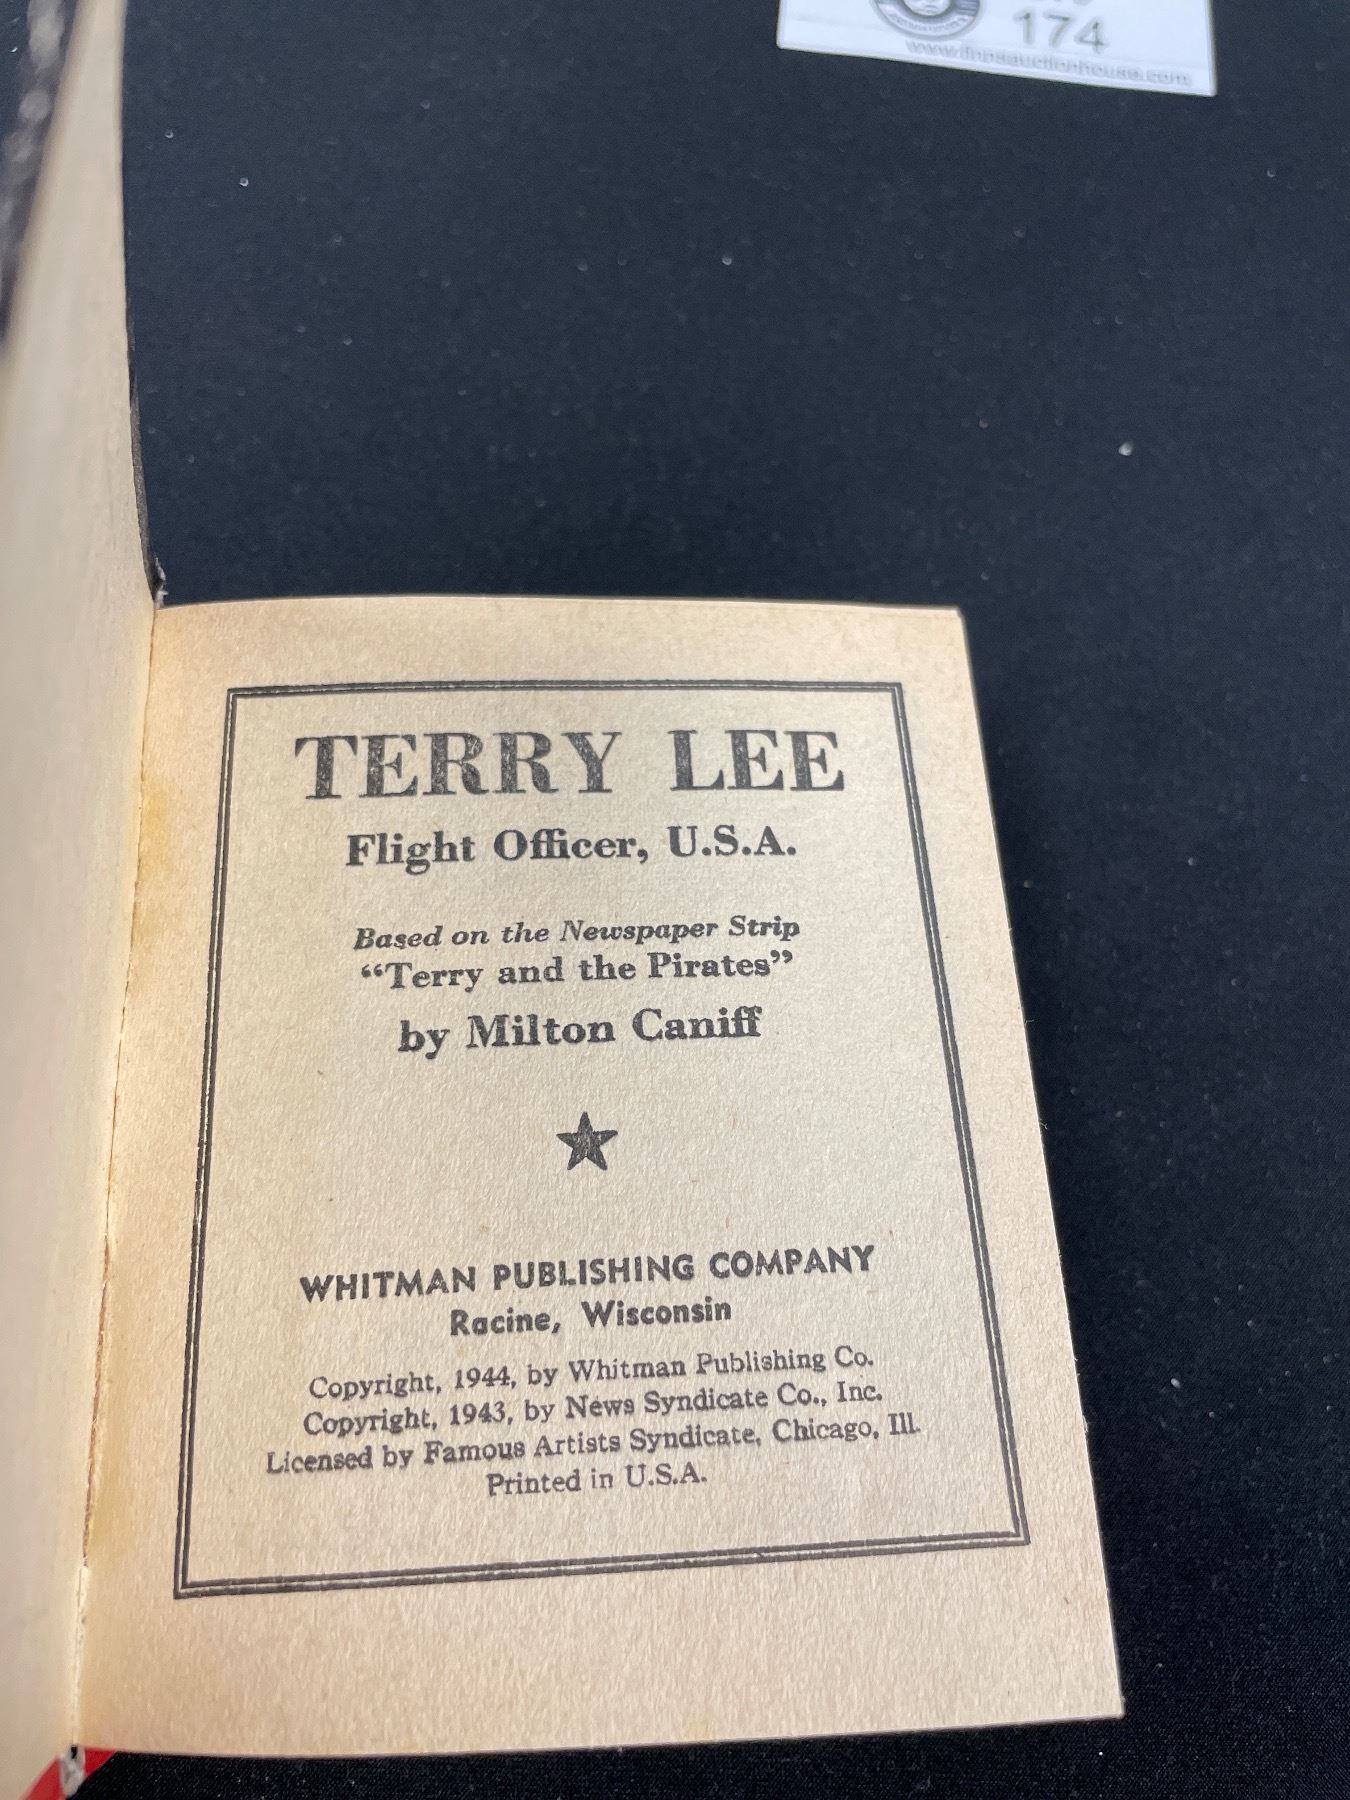 174
TERRY LEE
Flight Officer, U.S.A.
Based on the Newspaper Strip
“Terry and the Pirates”
by Milton Caniff
WHITMAN PUBLISHING COMPANY
Racine, Wisconsin
Copyright, 1944, by Whitman Publishing Co.
Copyright, 1943, by News Syndicate Co., Inc.
Licensed by Famous Artists Syndicate, Chicago, Ill.
Printed in U.S.A.